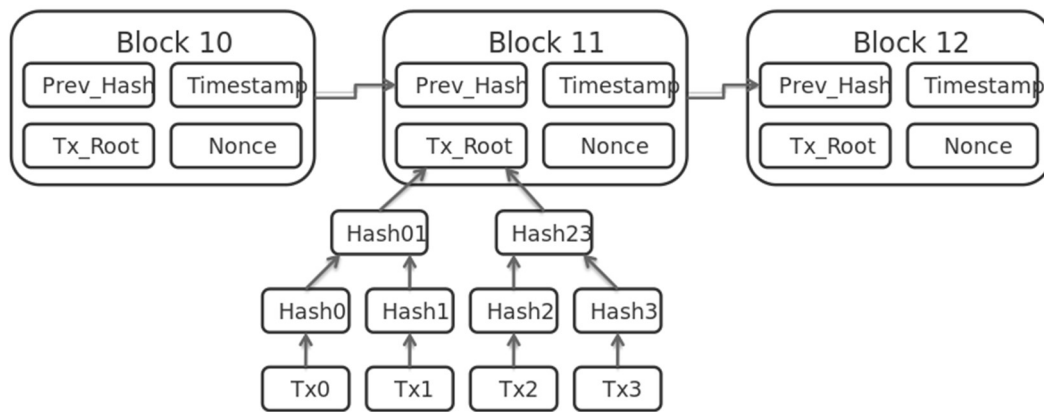 Block 10
Block 11
Block 12
Prev_Hash
Timestamp
Prev_Hash
Timestamp
Prev_Hash
Timestamp
Tx_Root
Nonce
Tx_Root
Nonce
Tx_Root
Nonce
Hash01
Hash23
Hash0
Hash1
Hash2
Hash3
Tx0
Tx1
Tx2
Tx3